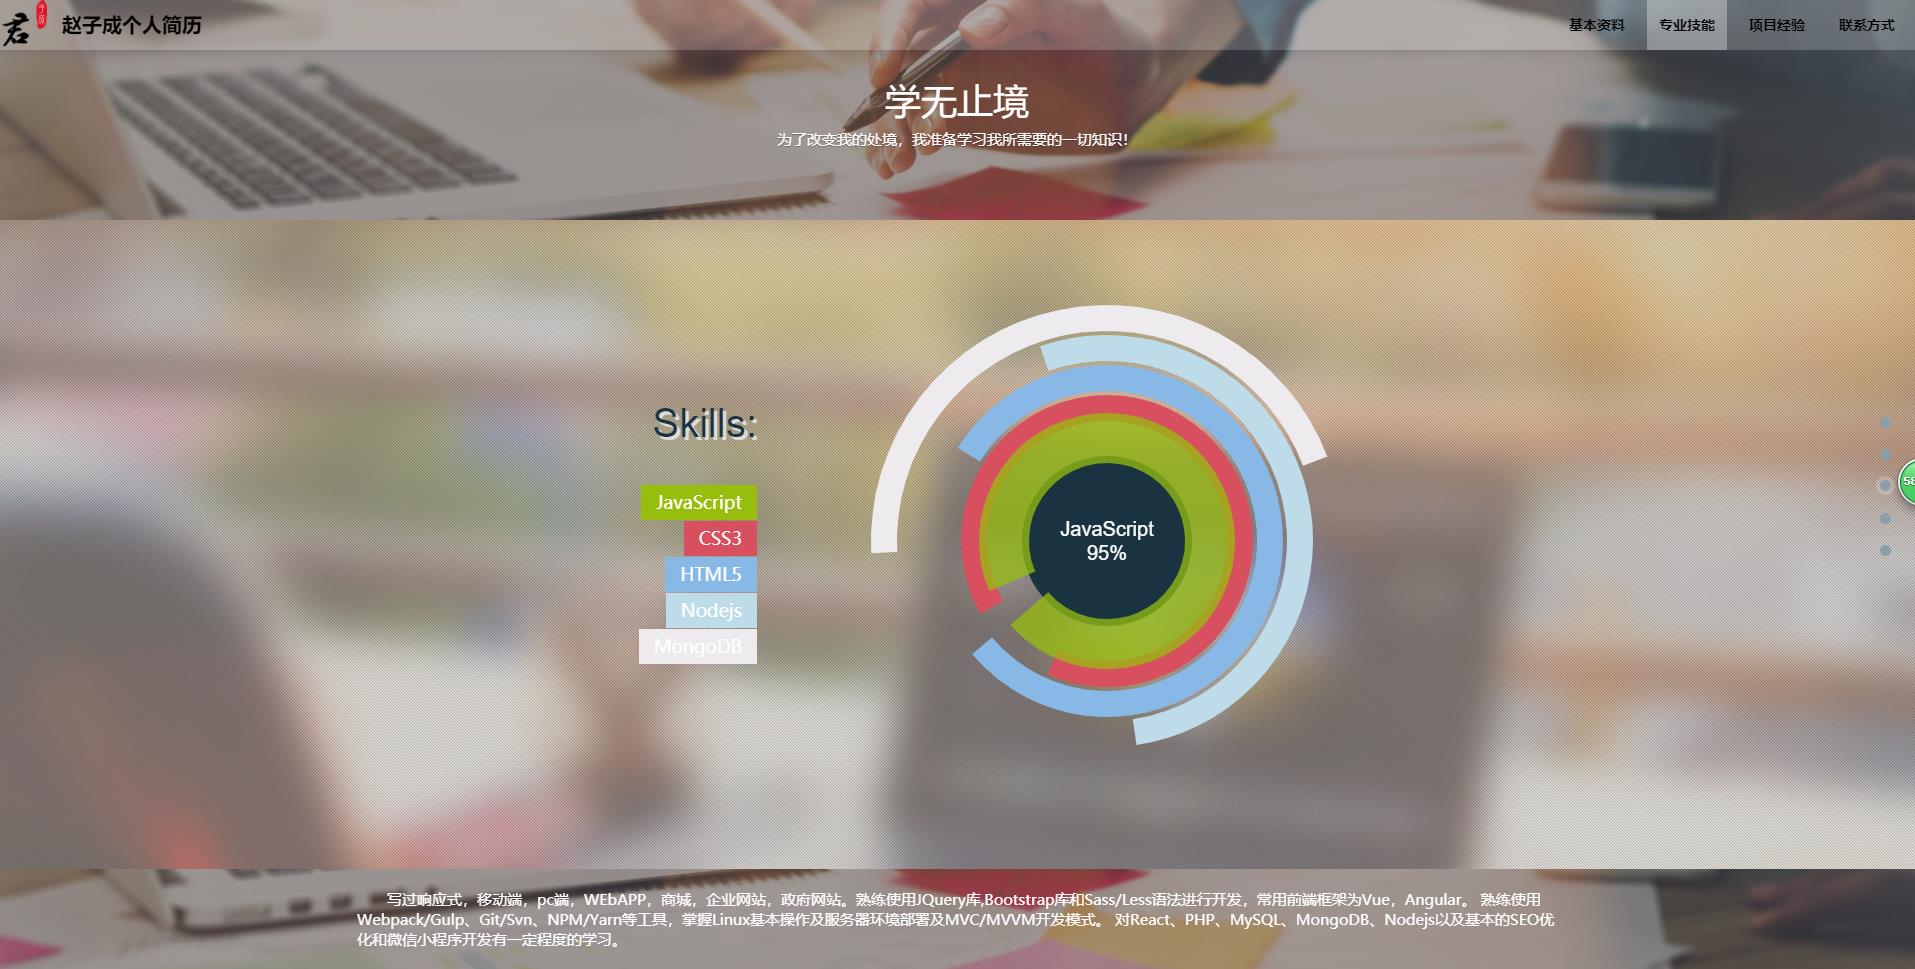 君
赵子成个人简历
基本资料
专业技能
项目经验
联系方式
学无止境
为了改变我的处境，我准备学习我所需要的一切知识！
Skills:
JavaScript
CSS3
HTML5
Nodejs
MongoDB
JavaScript
95%
58
写过响应式，移动端，pc端，WEbAPP，商城，企业网站，政府网站。熟练使用JQuery库,Bootstrap库和Sass/Less语法进行开发，常用前端框架为Vue，Angular。 熟练使用
Webpack/Gulp、Git/Svn、NPM/Yarn等工具，掌握Linux基本操作及服务器环境部署及MVC/MVVM开发模式。 对React、PHP、MySQL、MongoDB、Nodejs以及基本的SEO优
化和微信小程序开发有一定程度的学习。